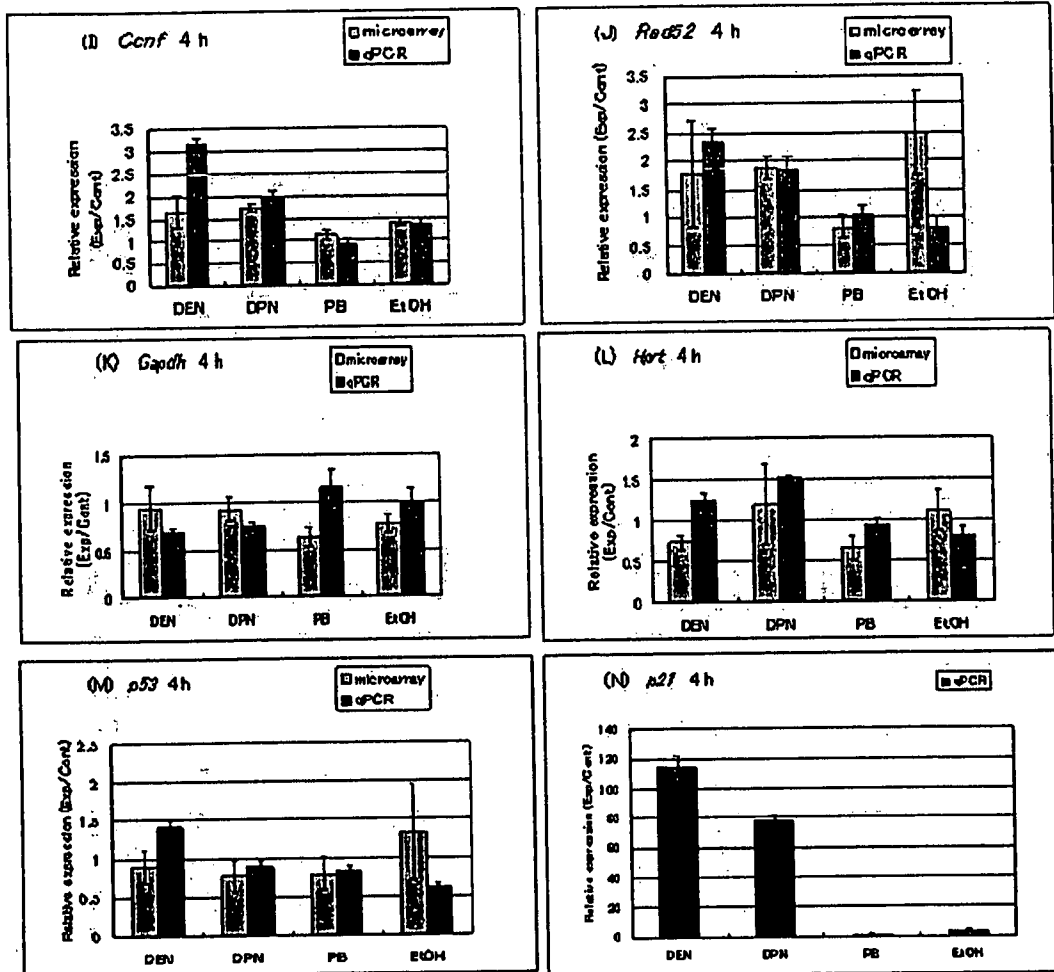 (I) Ccnf 4 h
microarray
qPCR
Relative expression
(Exp/Cont)
3.5
3
2.5
2
1.5
1
0.5
0
DEN DPN PB EtOH
(J) Rad52 4 h
microarray
qPCR
Relative expression (Exp/Cont)
3.5
3
2.5
2
1.5
1
0.5
0
DEN DPN PB EtOH
(K) Gapdh 4 h
microarray
qPCR
Relative expression
(Exp/Cont)
1.5
1
0.5
0
DEN DPN PB EtOH
(L) Hprt 4 h
microarray
qPCR
Relative expression
(Exp/Cont)
2
1.5
1
0.5
0
DEN DPN PB EtOH
(M) p53 4 h
microarray
qPCR
Relative expression (Exp/Cont)
2.5
2
1.5
1
0.5
0
DEN DPN PB EtOH
(N) p21 4 h
qPCR
Relative expression (Exp/Cont)
140
120
100
80
60
40
20
0
DEN DPN PB EtOH